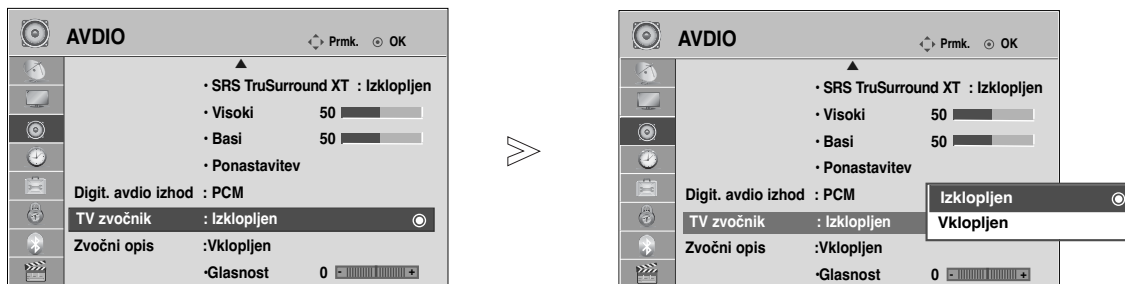 AVDIO Prmk. OK
• SRS TruSurround XT : Izklopljen
• Visoki 50
• Basi 50
• Ponastavitev
Digit. avdio izhod : PCM
TV zvočnik : Izklopljen
Zvočni opis :Vklopljen
•Glasnost 0 - +
AVDIO Prmk. OK
• SRS TruSurround XT : Izklopljen
• Visoki 50
• Basi 50
• Ponastavitev
Digit. avdio izhod : PCM
TV zvočnik : Izklopljen
Izklopljen
Vklopljen
Zvočni opis :Vklopljen
•Glasnost 0 - +